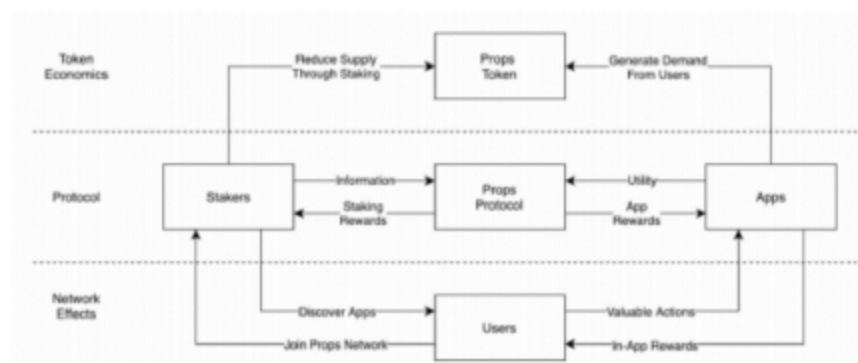 Token
Economics
Reduce Supply
Through Staking
Props
Token
Generate Demand
From Users
Protocol
Stakers
Information
Staking
Rewards
Props
Protocol
Utility
App
Rewards
Apps
Network
Effects
Discover Apps
Join Props Network
Users
Valuable Actions
In-App Rewards